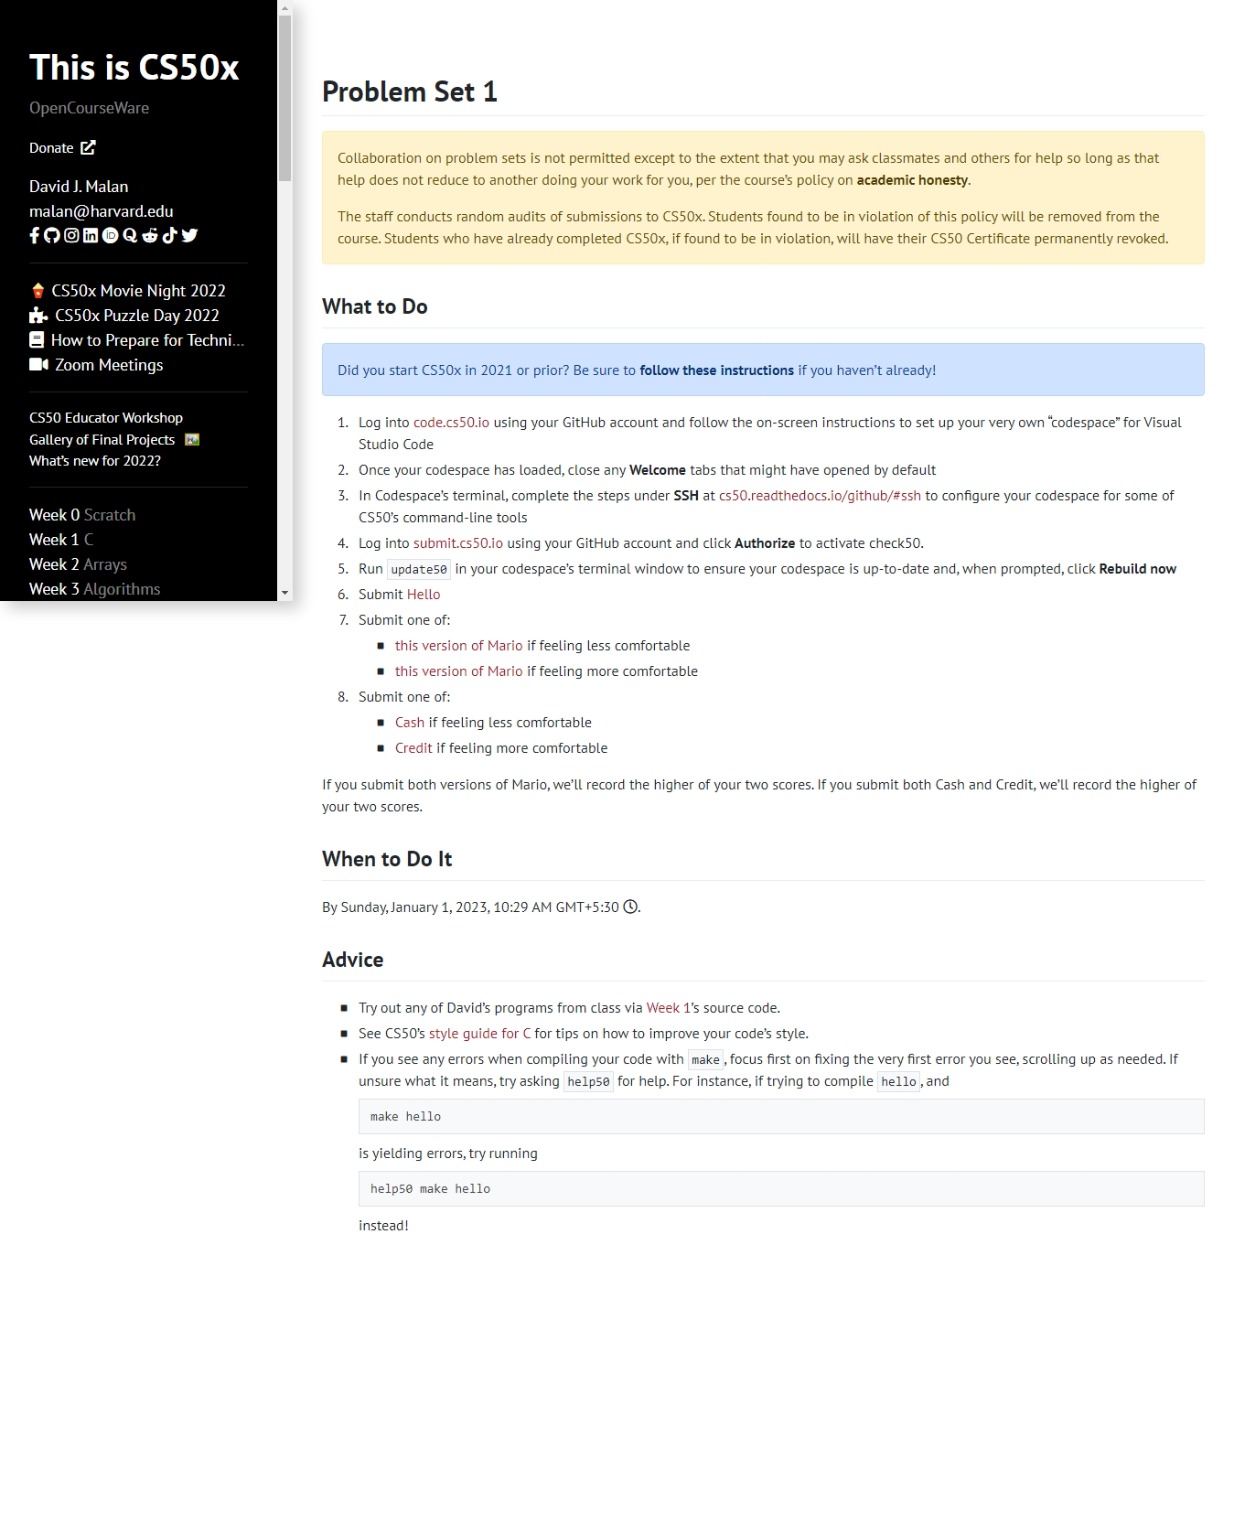 This is CS50x
OpenCourseWare
Donate
David J. Malan
malan@harvard.edu
CS50x Movie Night 2022
CS50x Puzzle Day 2022
How to Prepare for Techni...
Zoom Meetings
CS50 Educator Workshop
Gallery of Final Projects
What's new for 2022?
Week 0 Scratch
Week 1 C
Week 2 Arrays
Week 3 Algorithms
Problem Set 1
Collaboration on problem sets is not permitted except to the extent that you may ask classmates and others for help so long as that
help does not reduce to another doing your work for you, per the course's policy on academic honesty.
The staff conducts random audits of submissions to CS50x. Students found to be in violation of this policy will be removed from the
course. Students who have already completed CS50x, if found to be in violation, will have their CS50 Certificate permanently revoked.
What to Do
Did you start CS50x in 2021 or prior? Be sure to follow these instructions if you haven't already!
1. Log into code.cs50.io using your GitHub account and follow the on-screen instructions to set up your very own “codespace” for Visual
Studio Code
2. Once your codespace has loaded, close any Welcome tabs that might have opened by default
3. In Codespace's terminal, complete the steps under SSH at cs50.readthedocs.io/github/#ssh to configure your codespace for some of
CS50's command-line tools
4. Log into submit.cs50.io using your GitHub account and click Authorize to activate check50.
5. Run update50 in your codespace's terminal window to ensure your codespace is up-to-date and, when prompted, click Rebuild now
6. Submit Hello
7. Submit one of:
■ this version of Mario if feeling less comfortable
■ this version of Mario if feeling more comfortable
8. Submit one of:
■ Cash if feeling less comfortable
■ Credit if feeling more comfortable
If you submit both versions of Mario, we'll record the higher of your two scores. If you submit both Cash and Credit, we'll record the higher of
your two scores.
When to Do It
By Sunday, January 1, 2023, 10:29 AM GMT+5:30 .
Advice
■ Try out any of David's programs from class via Week 1's source code.
■ See CS50's style guide for C for tips on how to improve your code's style.
■ If you see any errors when compiling your code with make, focus first on fixing the very first error you see, scrolling up as needed. If
unsure what it means, try asking help50 for help. For instance, if trying to compile hello, and
make hello
is yielding errors, try running
help50 make hello
instead!